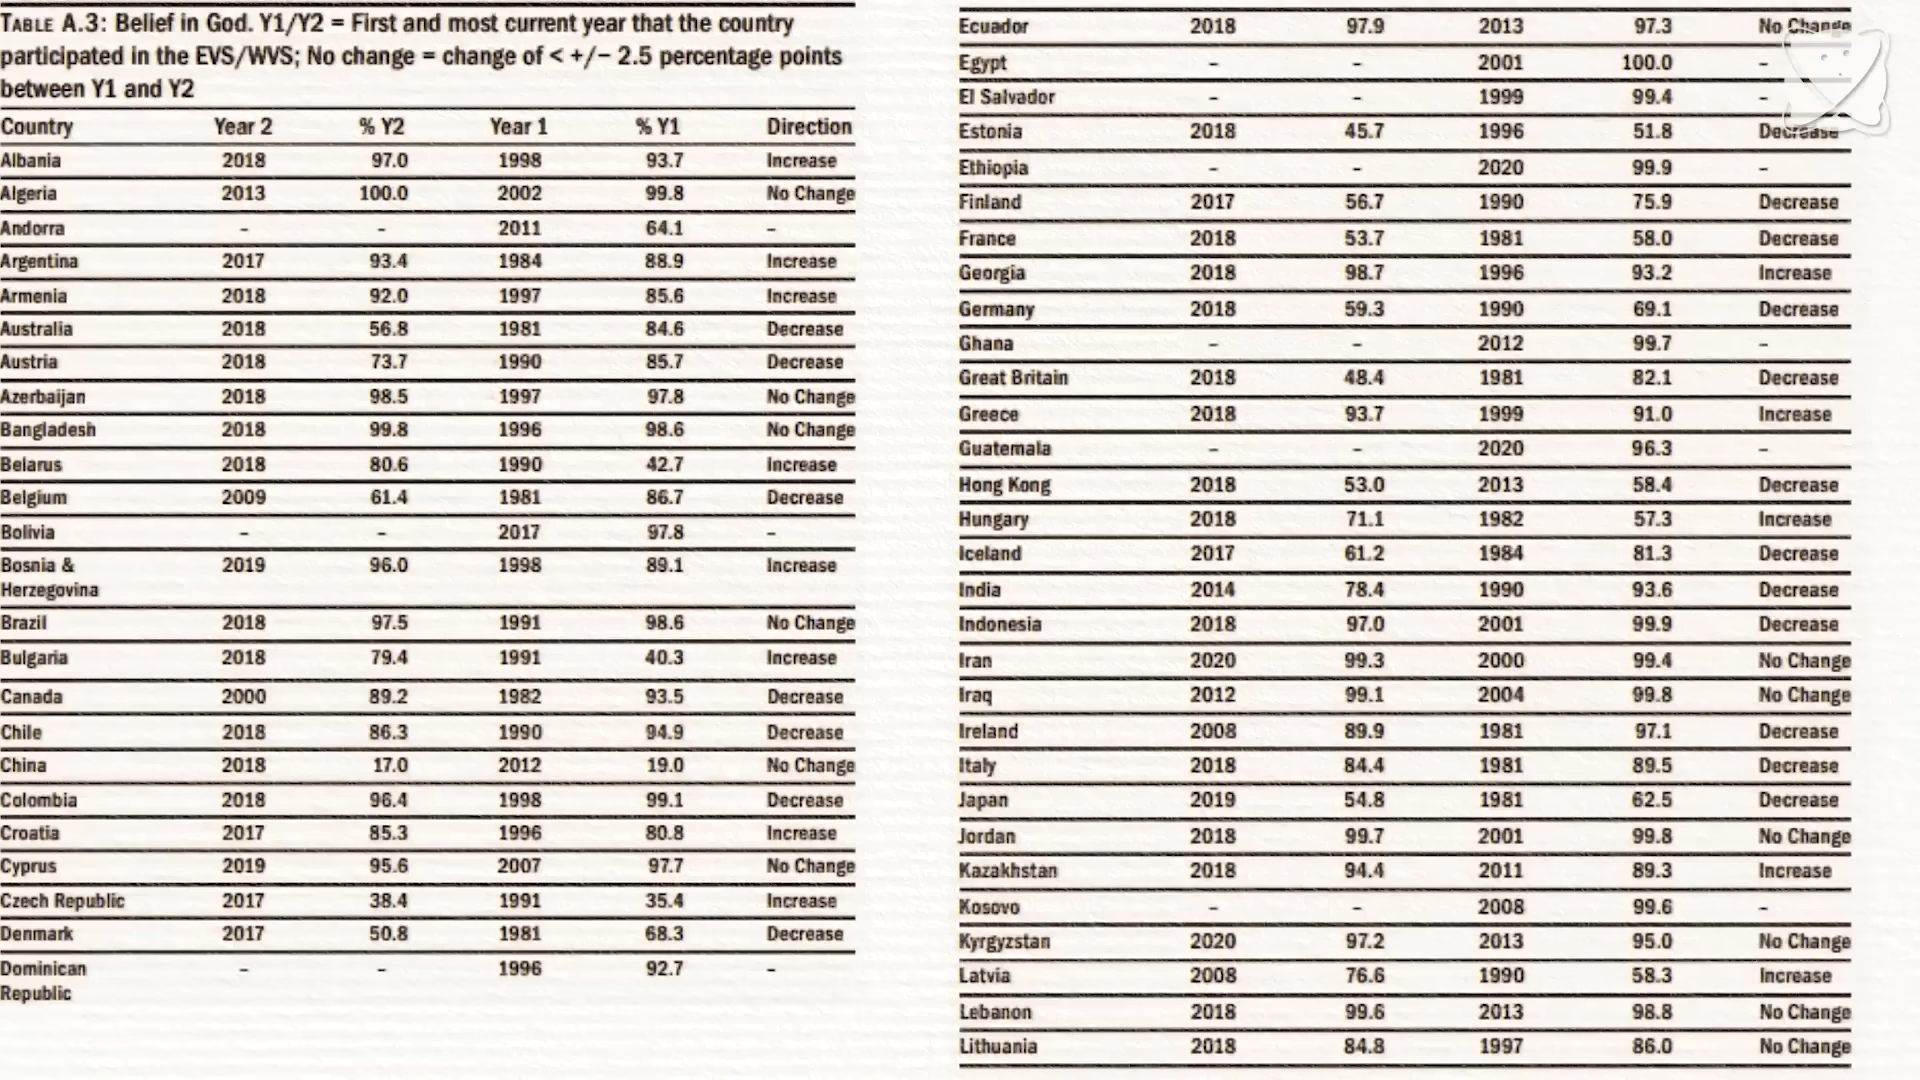 TABLE A.3: Belief in God. Y1/Y2 = First and most current year that the country
participated in the EVS/WVS; No change = change of < +/− 2.5 percentage points
between Y1 and Y2
Country Year 2 % Y2 Year 1 % Y1 Direction
Albania 2018 97.0 1998 93.7 Increase
Algeria 2013 100.0 2002 99.8 No Change
Andorra – – 2011 64.1 –
Argentina 2017 93.4 1984 88.9 Increase
Armenia 2018 92.0 1997 85.6 Increase
Australia 2018 56.8 1981 84.6 Decrease
Austria 2018 73.7 1990 85.7 Decrease
Azerbaijan 2018 98.5 1997 97.8 No Change
Bangladesh 2018 99.8 1996 98.6 No Change
Belarus 2018 80.6 1990 42.7 Increase
Belgium 2009 61.4 1981 86.7 Decrease
Bolivia – – 2017 97.8 –
Bosnia & 2019 96.0 1998 89.1 Increase
Herzegovina
Brazil 2018 97.5 1991 98.6 No Change
Bulgaria 2018 79.4 1991 40.3 Increase
Canada 2000 89.2 1982 93.5 Decrease
Chile 2018 86.3 1990 94.9 Decrease
China 2018 17.0 2012 19.0 No Change
Colombia 2018 96.4 1998 99.1 Decrease
Croatia 2017 85.3 1996 80.8 Increase
Cyprus 2019 95.6 2007 97.7 No Change
Czech Republic 2017 38.4 1991 35.4 Increase
Denmark 2017 50.8 1981 68.3 Decrease
Dominican – – 1996 92.7 –
Republic
Ecuador 2018 97.9 2013 97.3 No Change
Egypt – – 2001 100.0 –
El Salvador – – 1999 99.4 –
Estonia 2018 45.7 1996 51.8 Decrease
Ethiopia – – 2020 99.9 –
Finland 2017 56.7 1990 75.9 Decrease
France 2018 53.7 1981 58.0 Decrease
Georgia 2018 98.7 1996 93.2 Increase
Germany 2018 59.3 1990 69.1 Decrease
Ghana – – 2012 99.7 –
Great Britain 2018 48.4 1981 82.1 Decrease
Greece 2018 93.7 1999 91.0 Increase
Guatemala – – 2020 96.3 –
Hong Kong 2018 53.0 2013 58.4 Decrease
Hungary 2018 71.1 1982 57.3 Increase
Iceland 2017 61.2 1984 81.3 Decrease
India 2014 78.4 1990 93.6 Decrease
Indonesia 2018 97.0 2001 99.9 Decrease
Iran 2020 99.3 2000 99.4 No Change
Iraq 2012 99.1 2004 99.8 No Change
Ireland 2008 89.9 1981 97.1 Decrease
Italy 2018 84.4 1981 89.5 Decrease
Japan 2019 54.8 1981 62.5 Decrease
Jordan 2018 99.7 2001 99.8 No Change
Kazakhstan 2018 94.4 2011 89.3 Increase
Kosovo – – 2008 99.6 –
Kyrgyzstan 2020 97.2 2013 95.0 No Change
Latvia 2008 76.6 1990 58.3 Increase
Lebanon 2018 99.6 2013 98.8 No Change
Lithuania 2018 84.8 1997 86.0 No Change